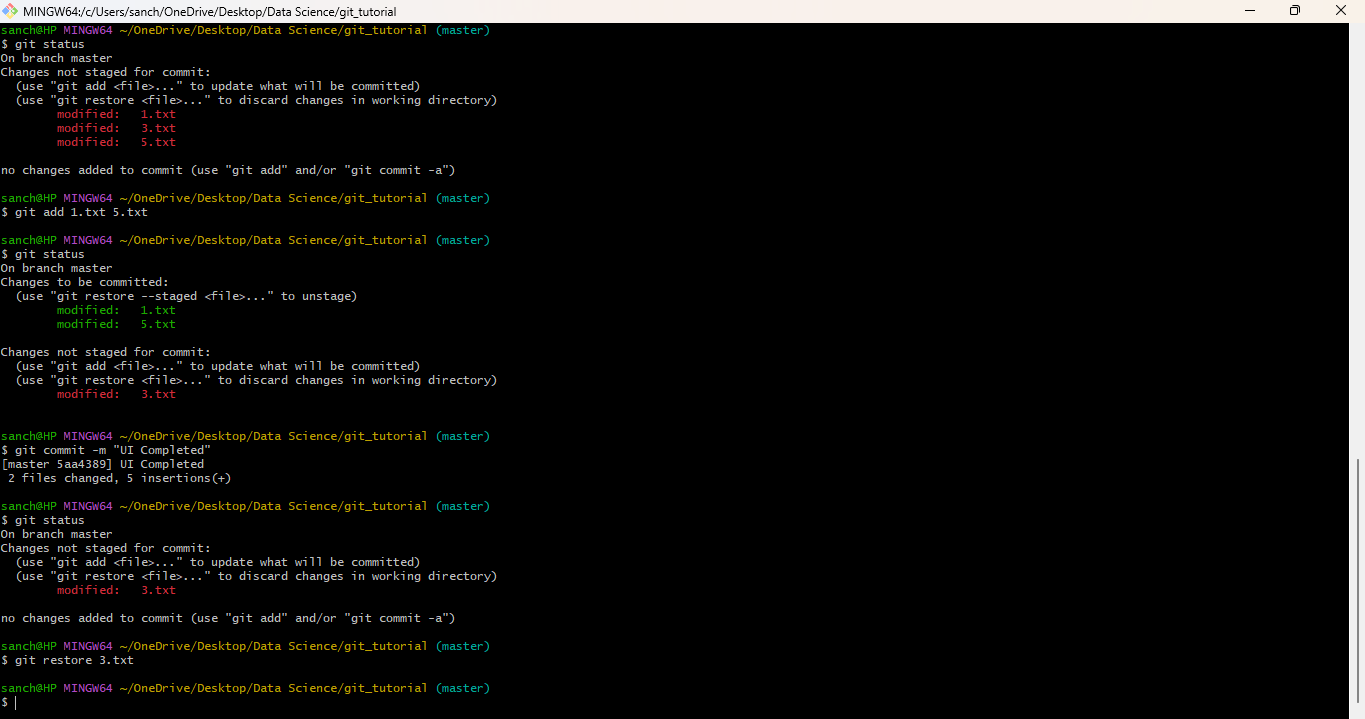 MINGW64:/c/Users/sanch/OneDrive/Desktop/Data Science/git_tutorial
sanch@HP MINGW64 ~/OneDrive/Desktop/Data Science/git_tutorial (master)
$ git status
On branch master
Changes not staged for commit:
  (use "git add <file>..." to update what will be committed)
  (use "git restore <file>..." to discard changes in working directory)
        modified:   1.txt
        modified:   3.txt
        modified:   5.txt

no changes added to commit (use "git add" and/or "git commit -a")

sanch@HP MINGW64 ~/OneDrive/Desktop/Data Science/git_tutorial (master)
$ git add 1.txt 5.txt

sanch@HP MINGW64 ~/OneDrive/Desktop/Data Science/git_tutorial (master)
$ git status
On branch master
Changes to be committed:
  (use "git restore --staged <file>..." to unstage)
        modified:   1.txt
        modified:   5.txt

Changes not staged for commit:
  (use "git add <file>..." to update what will be committed)
  (use "git restore <file>..." to discard changes in working directory)
        modified:   3.txt


sanch@HP MINGW64 ~/OneDrive/Desktop/Data Science/git_tutorial (master)
$ git commit -m "UI Completed"
[master 5aa4389] UI Completed
 2 files changed, 5 insertions(+)

sanch@HP MINGW64 ~/OneDrive/Desktop/Data Science/git_tutorial (master)
$ git status
On branch master
Changes not staged for commit:
  (use "git add <file>..." to update what will be committed)
  (use "git restore <file>..." to discard changes in working directory)
        modified:   3.txt

no changes added to commit (use "git add" and/or "git commit -a")

sanch@HP MINGW64 ~/OneDrive/Desktop/Data Science/git_tutorial (master)
$ git restore 3.txt

sanch@HP MINGW64 ~/OneDrive/Desktop/Data Science/git_tutorial (master)
$